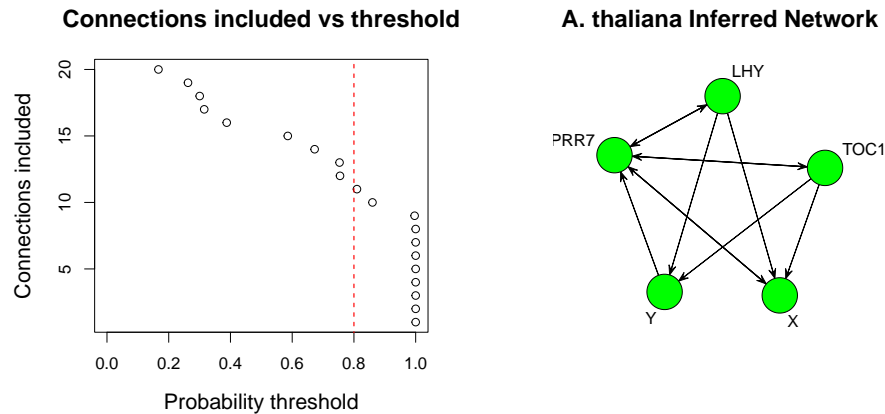 Connections included vs threshold
Connections included
20
15
10
5
0.0 0.2 0.4 0.6 0.8 1.0
Probability threshold
A. thaliana Inferred Network
LHY
PRR7
TOC1
Y
X